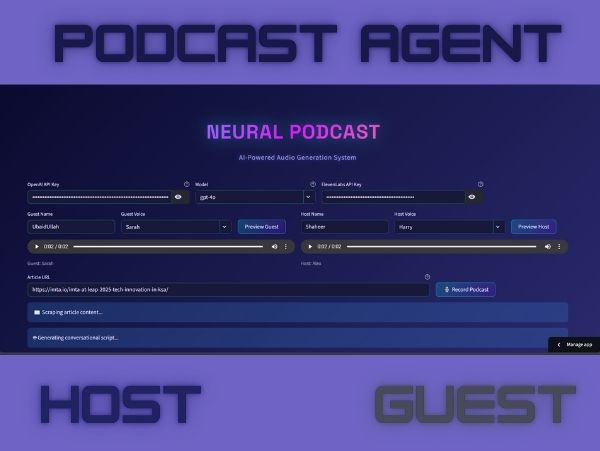 PODCAST AGENT
NEURAL PODCAST
AI-Powered Audio Generation System
OpenAI API Key Model ElevenLabs API Key
gpt-4o
Guest Name Guest Voice Host Name Host Voice
UbaidUllah Sarah Preview Guest Shaheer Harry Preview Host
0:02 / 0:02 0:02 / 0:02
Guest: Sarah Host: Alex
Article URL
https://imta.io/imta-at-leap-2025-tech-innovation-in-ksa/ Record Podcast
Scraping article content...
Generating conversational script...
Manage app
HOST GUEST